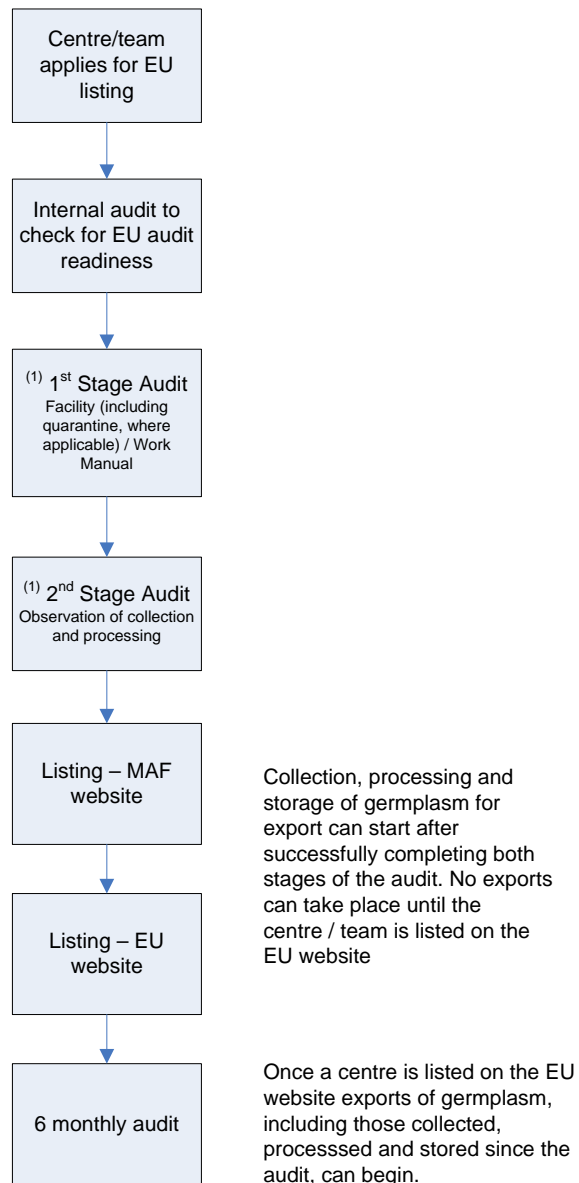 Centre/team
applies for EU
listing
Internal audit to
check for EU audit
readiness
(1) 1st Stage Audit
Facility (including
quarantine, where
applicable) / Work
Manual
(1) 2nd Stage Audit
Observation of collection
and processing
Listing – MAF
website
Collection, processing and
storage of germplasm for
export can start after
successfully completing both
stages of the audit. No exports
can take place until the
centre / team is listed on the
EU website
Listing – EU
website
6 monthly audit
Once a centre is listed on the EU
website exports of germplasm,
including those collected,
processsed and stored since the
audit, can begin.